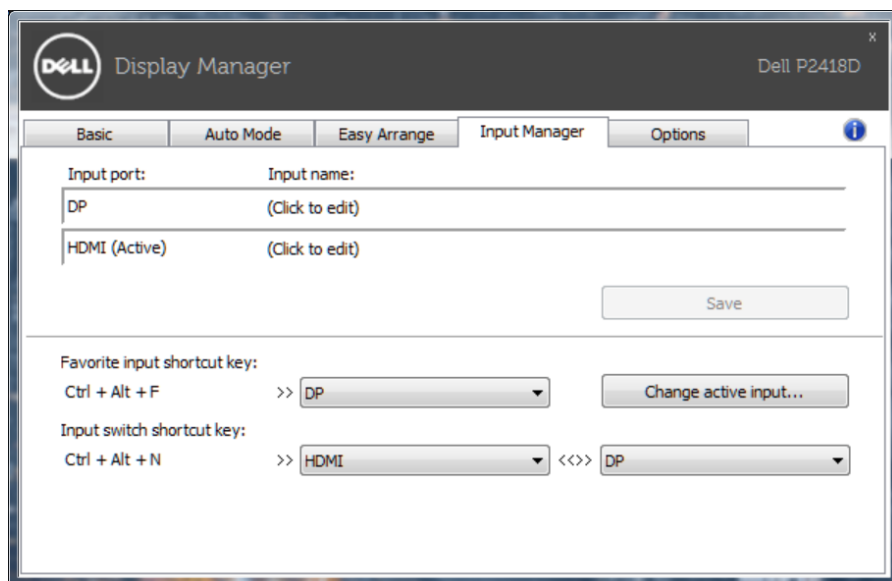 x
DELL Display Manager Dell P2418D
Basic Auto Mode Easy Arrange Input Manager Options i
Input port: Input name:
DP (Click to edit)
HDMI (Active) (Click to edit)
Save
Favorite input shortcut key:
Ctrl + Alt + F >> DP Change active input...
Input switch shortcut key:
Ctrl + Alt + N >> HDMI <<>> DP